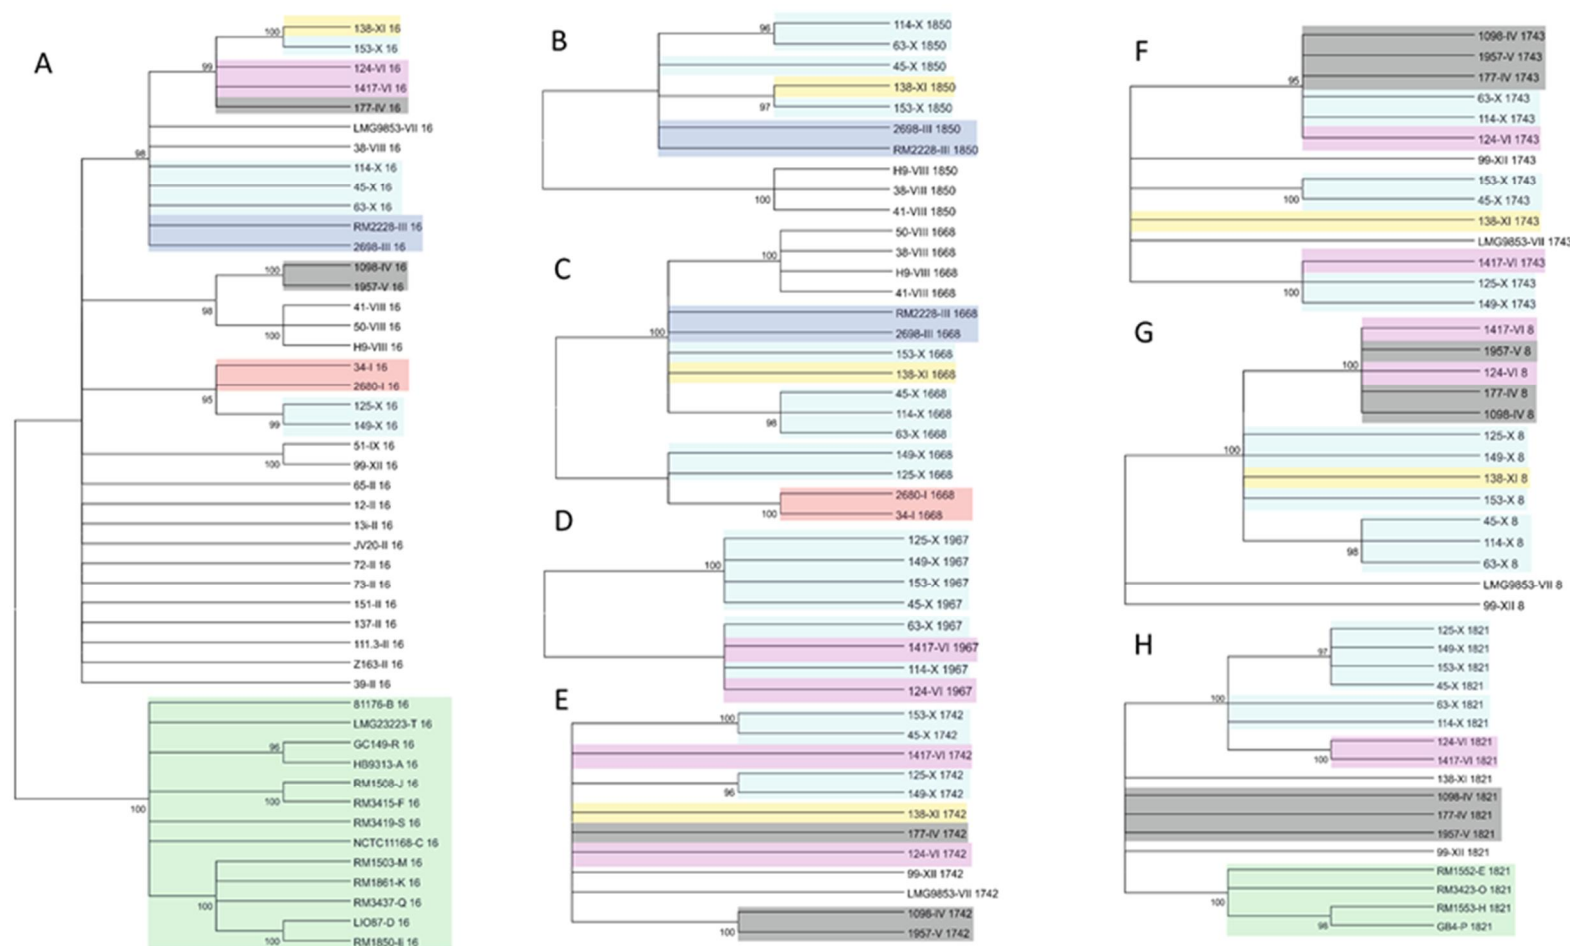 A
100
138-XI 16
153-X 16
99
124-VI 16
1417-VI 16
177-IV 16
LMG9853-VII 16
38-VIII 16
98
114-X 16
45-X 16
63-X 16
RM2228-III 16
2698-III 16
100
1098-IV 16
1957-V 16
98
41-VIII 16
50-VIII 16
100
H9-VIII 16
34-I 16
2680-I 16
95
125-X 16
99
149-X 16
51-IX 16
100
99-XII 16
65-II 16
12-II 16
13i-II 16
JV20-II 16
72-II 16
73-II 16
151-II 16
137-II 16
111.3-II 16
Z163-II 16
39-II 16
81176-B 16
LMG23223-T 16
96
GC149-R 16
HB9313-A 16
RM1508-J 16
100
RM3415-F 16
100
RM3419-S 16
NCTC11168-C 16
RM1503-M 16
RM1861-K 16
100
RM3437-Q 16
LIO87-D 16
100
B
96
114-X 1850
63-X 1850
45-X 1850
138-XI 1850
97
153-X 1850
2698-III 1850
RM2228-III 1850
H9-VIII 1850
38-VIII 1850
100
41-VIII 1850
C
50-VIII 1668
100
38-VIII 1668
H9-VIII 1668
41-VIII 1668
RM2228-III 1668
100
2698-III 1668
153-X 1668
138-XI 1668
45-X 1668
114-X 1668
98
63-X 1668
149-X 1668
125-X 1668
2680-I 1668
100
34-I 1668
D
125-X 1967
100
149-X 1967
153-X 1967
45-X 1967
63-X 1967
1417-VI 1967
114-X 1967
124-VI 1967
E
100
153-X 1742
45-X 1742
1417-VI 1742
125-X 1742
96
149-X 1742
138-XI 1742
177-IV 1742
124-VI 1742
99-XII 1742
LMG9853-VII 1742
1098-IV 1742
100
1957-V 1742
F
1098-IV 1743
1957-V 1743
95
177-IV 1743
63-X 1743
114-X 1743
124-VI 1743
99-XII 1743
153-X 1743
100
45-X 1743
138-XI 1743
LMG9853-VII 1743
1417-VI 1743
125-X 1743
100
149-X 1743
G
1417-VI 8
1957-V 8
100
124-VI 8
177-IV 8
1098-IV 8
125-X 8
100
149-X 8
138-XI 8
153-X 8
45-X 8
114-X 8
98
63-X 8
LMG9853-VII 8
99-XII 8
H
125-X 1821
97
149-X 1821
153-X 1821
45-X 1821
100
63-X 1821
114-X 1821
124-VI 1821
100
1417-VI 1821
138-XI 1821
1098-IV 1821
177-IV 1821
1957-V 1821
99-XII 1821
RM1552-E 1821
RM3423-O 1821
100
RM1553-H 1821
98
GB4-P 1821